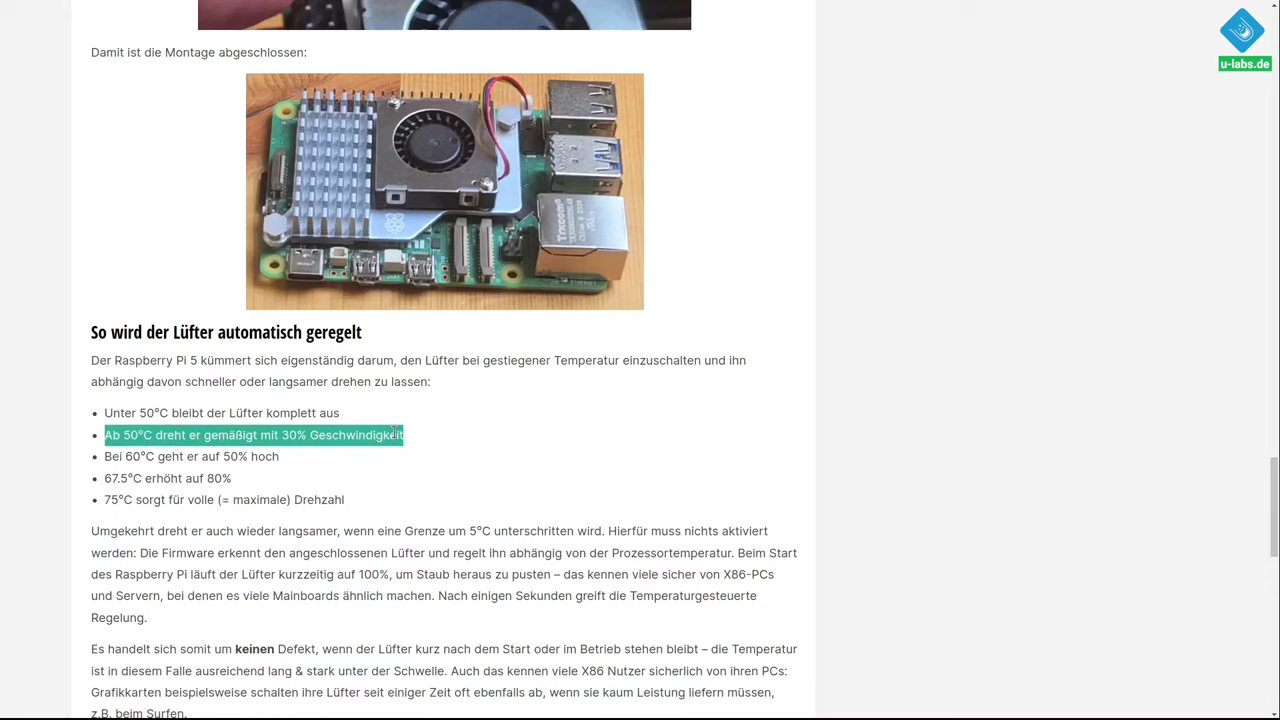 u-labs.de
Damit ist die Montage abgeschlossen:
So wird der Lüfter automatisch geregelt
Der Raspberry Pi 5 kümmert sich eigenständig darum, den Lüfter bei gestiegener Temperatur einzuschalten und ihn
abhängig davon schneller oder langsamer drehen zu lassen:
• Unter 50°C bleibt der Lüfter komplett aus
• Ab 50°C dreht er gemäßigt mit 30% Geschwindigkeit
• Bei 60°C geht er auf 50% hoch
• 67.5°C erhöht auf 80%
• 75°C sorgt für volle (= maximale) Drehzahl
Umgekehrt dreht er auch wieder langsamer, wenn eine Grenze um 5°C unterschritten wird. Hierfür muss nichts aktiviert
werden: Die Firmware erkennt den angeschlossenen Lüfter und regelt ihn abhängig von der Prozessortemperatur. Beim Start
des Raspberry Pi läuft der Lüfter kurzzeitig auf 100%, um Staub heraus zu pusten – das kennen viele sicher von X86-PCs
und Servern, bei denen es viele Mainboards ähnlich machen. Nach einigen Sekunden greift die Temperaturgesteuerte
Regelung.
Es handelt sich somit um keinen Defekt, wenn der Lüfter kurz nach dem Start oder im Betrieb stehen bleibt – die Temperatur
ist in diesem Falle ausreichend lang & stark unter der Schwelle. Auch das kennen viele X86 Nutzer sicherlich von ihren PCs:
Grafikkarten beispielsweise schalten ihre Lüfter seit einiger Zeit oft ebenfalls ab, wenn sie kaum Leistung liefern müssen,
z.B. beim Surfen.